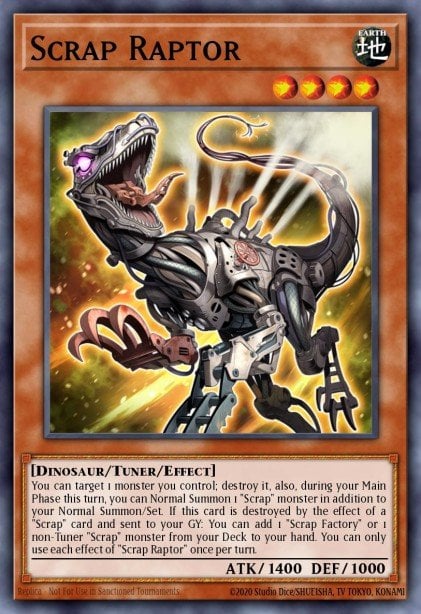 Scrap Raptor
EARTH
地
[Dinosaur/Tuner/Effect]
You can target 1 monster you control; destroy it, also, during your Main
Phase this turn, you can Normal Summon 1 "Scrap" monster in addition to
your Normal Summon/Set. If this card is destroyed by the effect of a
"Scrap" card and sent to your GY: You can add 1 "Scrap Factory" or 1
non-Tuner "Scrap" monster from your Deck to your hand. You can only
use each effect of "Scrap Raptor" once per turn.
ATK/1400 DEF/1000
Replica - Not For Use in Sanctioned Tournaments
©2020 Studio Dice/SHUEISHA, TV TOKYO, KONAMI